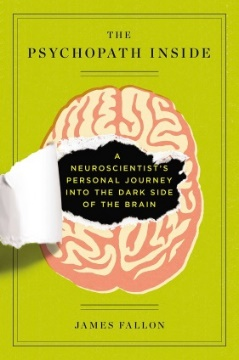 THE
PSYCHOPATH INSIDE
A
NEUROSCIENTIST'S
PERSONAL JOURNEY
INTO THE DARK SIDE
OF THE BRAIN
JAMES FALLON